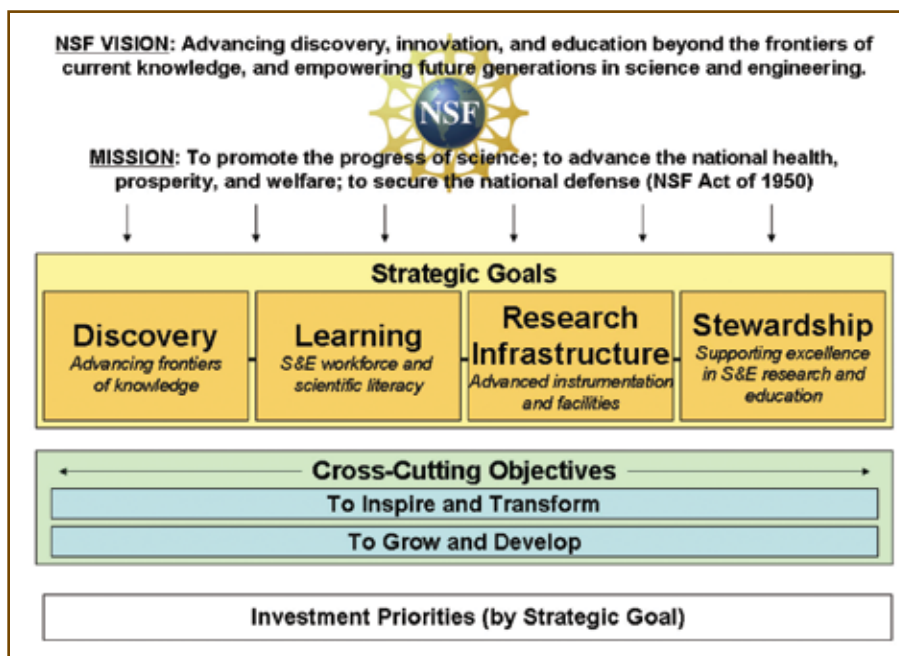 NSF VISION: Advancing discovery, innovation, and education beyond the frontiers of
current knowledge, and empowering future generations in science and engineering.
NSF
MISSION: To promote the progress of science; to advance the national health,
prosperity, and welfare; to secure the national defense (NSF Act of 1950)
Strategic Goals
Discovery
Advancing frontiers
of knowledge
Learning
S&E workforce and
scientific literacy
Research
Infrastructure
Advanced instrumentation
and facilities
Stewardship
Supporting excellence
in S&E research and
education
Cross-Cutting Objectives
To Inspire and Transform
To Grow and Develop
Investment Priorities (by Strategic Goal)